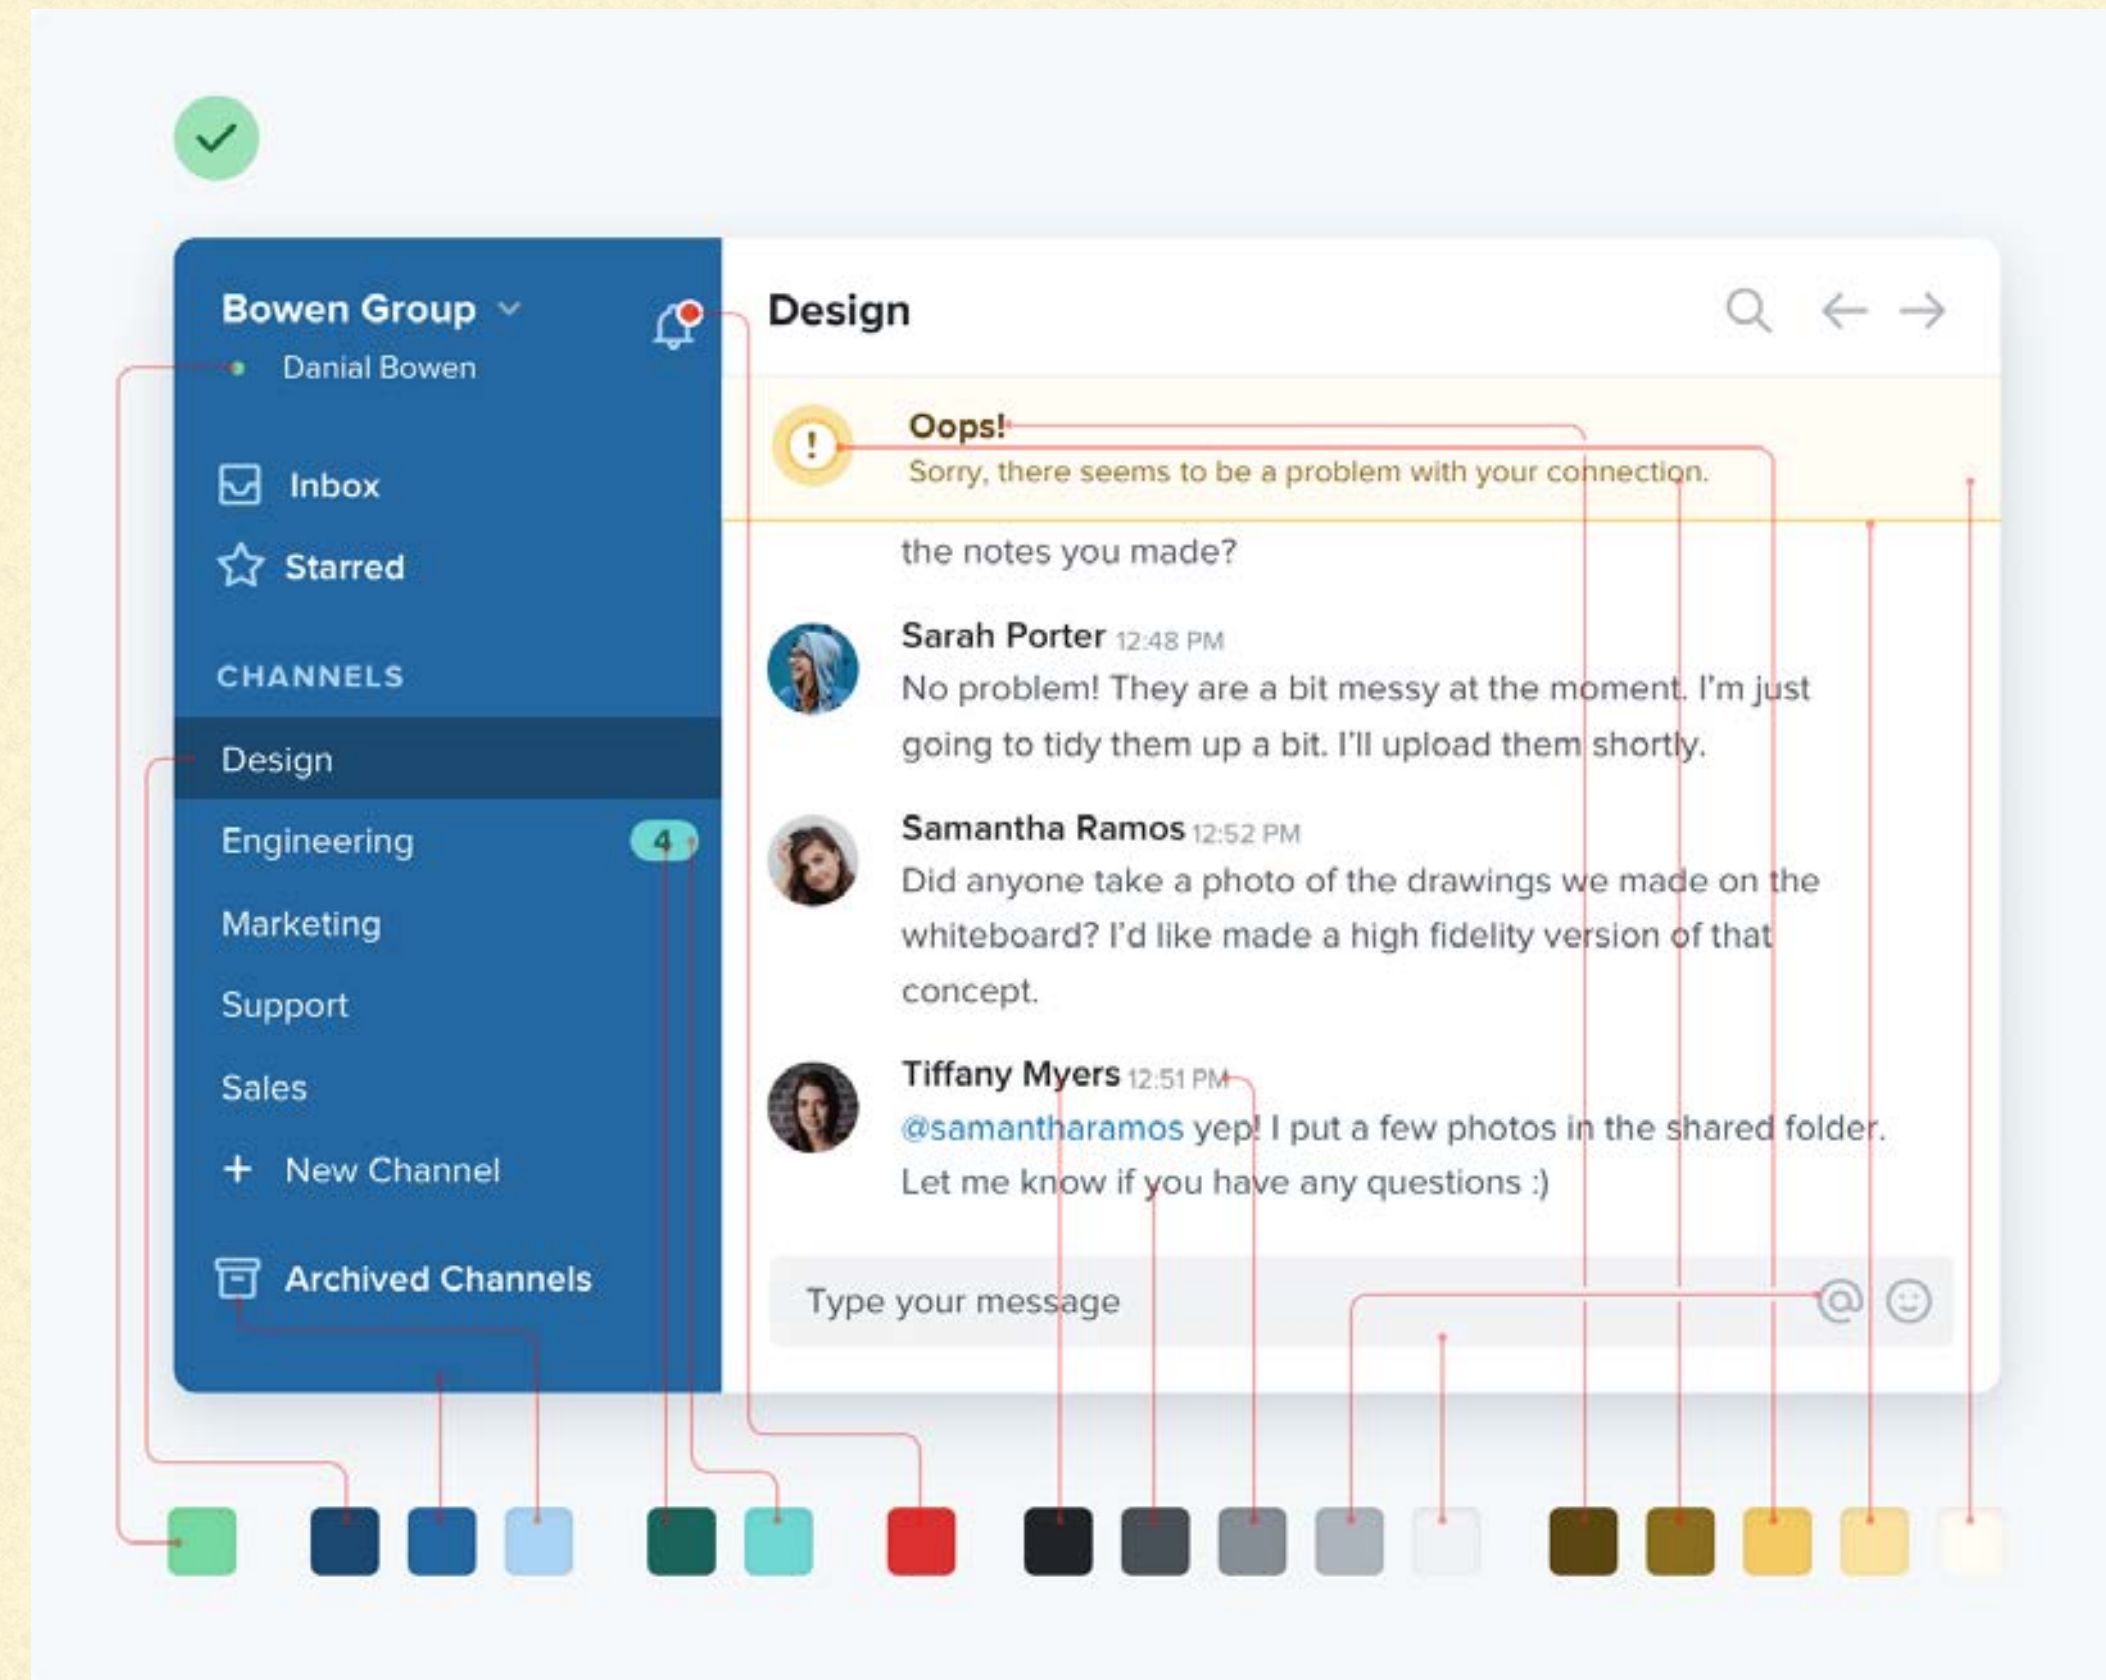 Bowen Group
Danial Bowen
Inbox
Starred
CHANNELS
Design
Engineering 4
Marketing
Support
Sales
+ New Channel
Archived Channels
Design
!
Oops!
Sorry, there seems to be a problem with your connection.
the notes you made?
Sarah Porter 12:48 PM
No problem! They are a bit messy at the moment. I'm just
going to tidy them up a bit. I'll upload them shortly.
Samantha Ramos 12:52 PM
Did anyone take a photo of the drawings we made on the
whiteboard? I'd like made a high fidelity version of that
concept.
Tiffany Myers 12:51 PM
@samantharamos yep! I put a few photos in the shared folder.
Let me know if you have any questions :)
Type your message @